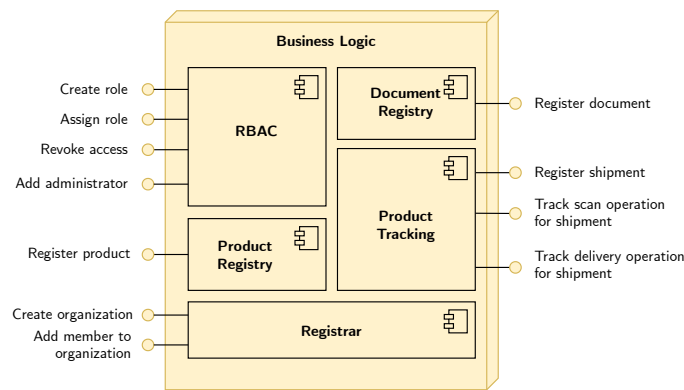 Business Logic
Create role
Assign role
Revoke access
Add administrator
RBAC
Document
Registry
Register document
Register shipment
Track scan operation
for shipment
Track delivery operation
for shipment
Product
Tracking
Register product
Product
Registry
Create organization
Add member to
organization
Registrar